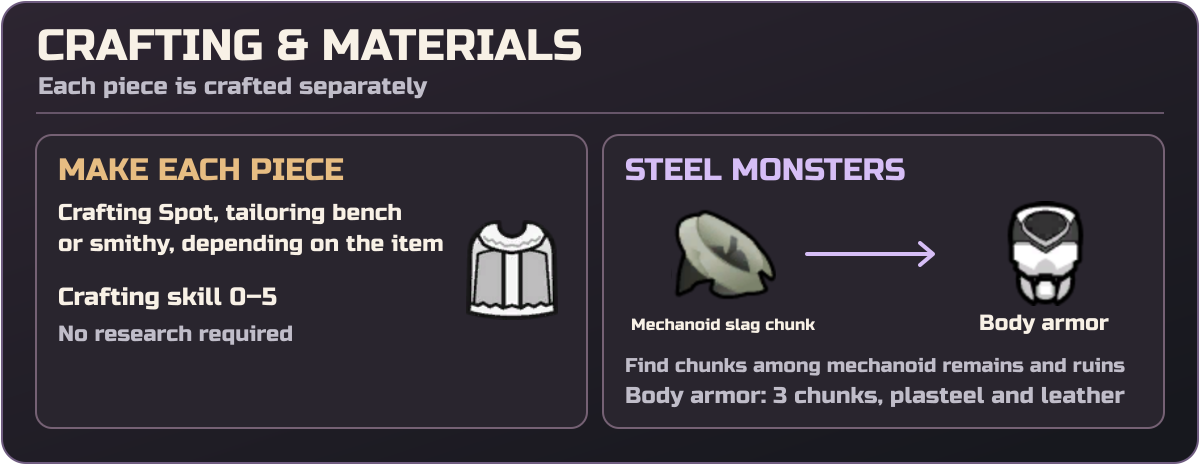 CRAFTING & MATERIALS
Each piece is crafted separately
MAKE EACH PIECE
Crafting Spot, tailoring bench
or smithy, depending on the item
Crafting skill 0–5
No research required
STEEL MONSTERS
Mechanoid slag chunk
Body armor
Find chunks among mechanoid remains and ruins
Body armor: 3 chunks, plasteel and leather